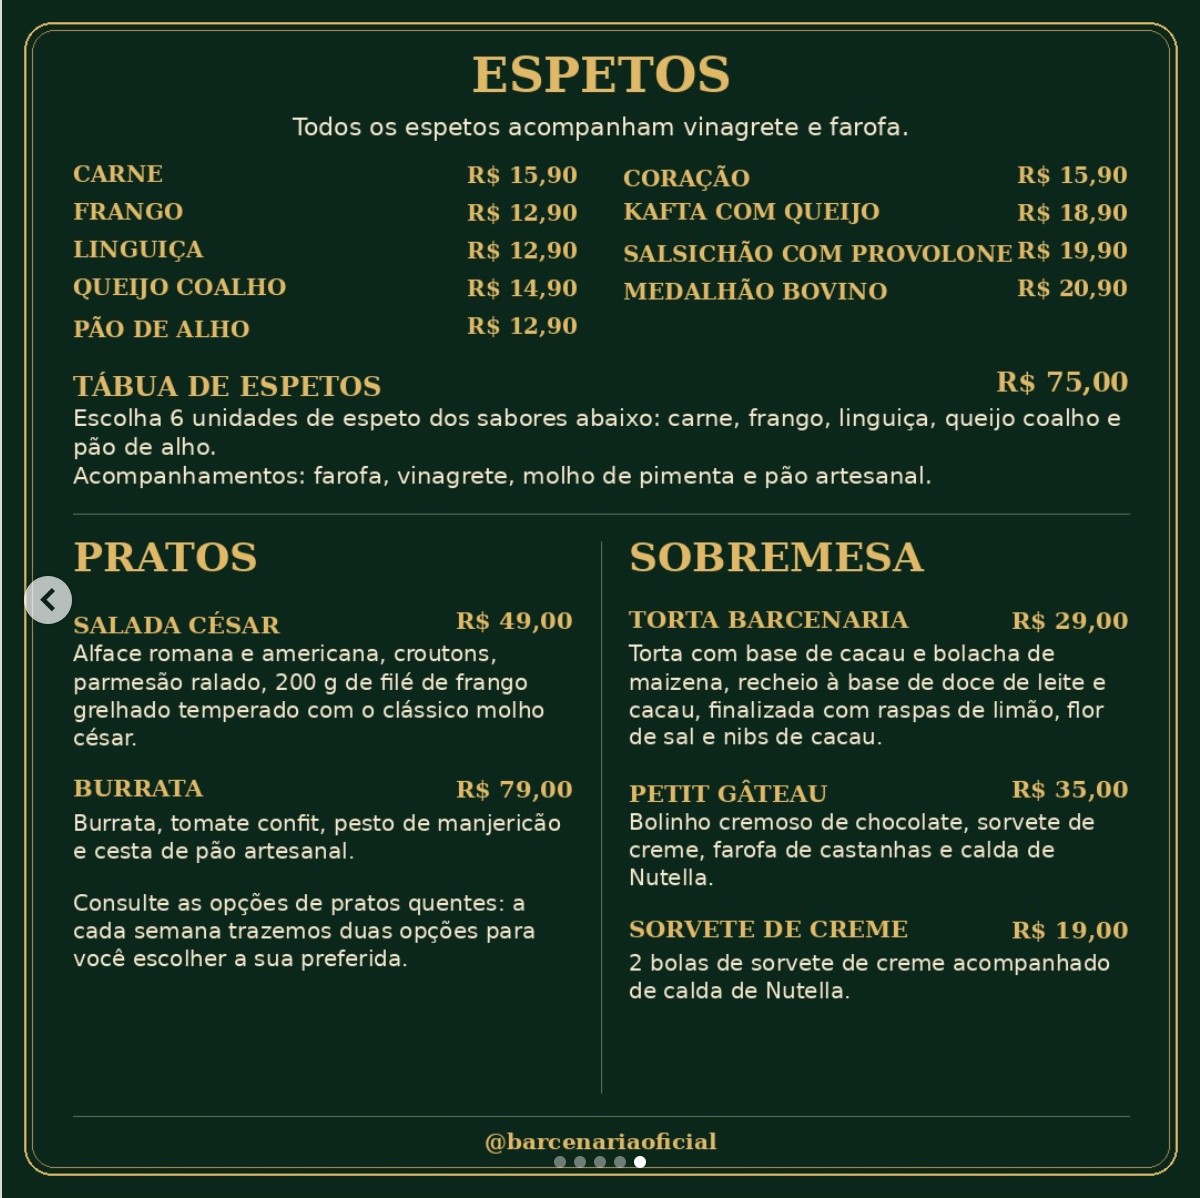 ESPETOS
Todos os espetos acompanham vinagrete e farofa.
CARNE R$ 15,90
FRANGO R$ 12,90
LINGUIÇA R$ 12,90
QUEIJO COALHO R$ 14,90
PÃO DE ALHO R$ 12,90
CORAÇÃO R$ 15,90
KAFTA COM QUEIJO R$ 18,90
SALSICHÃO COM PROVOLONE R$ 19,90
MEDALHÃO BOVINO R$ 20,90
TÁBUA DE ESPETOS R$ 75,00
Escolha 6 unidades de espeto dos sabores abaixo: carne, frango, linguiça, queijo coalho e
pão de alho.
Acompanhamentos: farofa, vinagrete, molho de pimenta e pão artesanal.
PRATOS
SALADA CÉSAR R$ 49,00
Alface romana e americana, croutons,
parmesão ralado, 200 g de filé de frango
grelhado temperado com o clássico molho
césar.
BURRATA R$ 79,00
Burrata, tomate confit, pesto de manjericão
e cesta de pão artesanal.
Consulte as opções de pratos quentes: a
cada semana trazemos duas opções para
você escolher a sua preferida.
SOBREMESA
TORTA BARCENARIA R$ 29,00
Torta com base de cacau e bolacha de
maizena, recheio à base de doce de leite e
cacau, finalizada com raspas de limão, flor
de sal e nibs de cacau.
PETIT GÂTEAU R$ 35,00
Bolinho cremoso de chocolate, sorvete de
creme, farofa de castanhas e calda de
Nutella.
SORVETE DE CREME R$ 19,00
2 bolas de sorvete de creme acompanhado
de calda de Nutella.
@barcenariaoficial